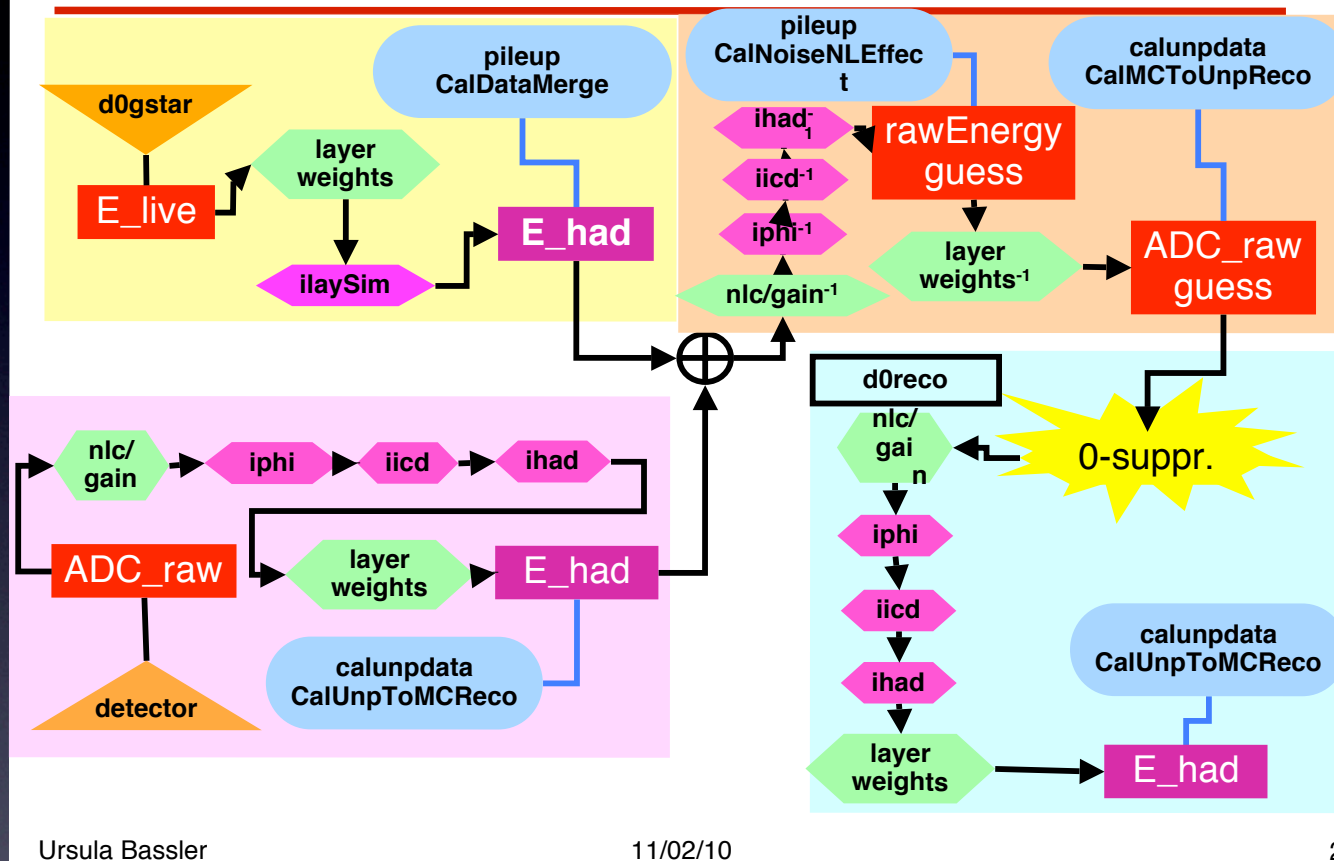 d0gstar
E_live
layer
weights
ilaySim
pileup
CalDataMerge
E_had
pileup
CalNoiseNLEffec
t
ihad-1
iicd-1
iphi-1
nlc/gain-1
rawEnergy
guess
layer
weights-1
calunpdata
CalMCToUnpReco
ADC_raw
guess
nlc/
gain
iphi
iicd
ihad
ADC_raw
detector
layer
weights
E_had
calunpdata
CalUnpToMCReco
d0reco
0-suppr.
nlc/
gai
n
iphi
iicd
ihad
layer
weights
calunpdata
CalUnpToMCReco
E_had
Ursula Bassler
11/02/10